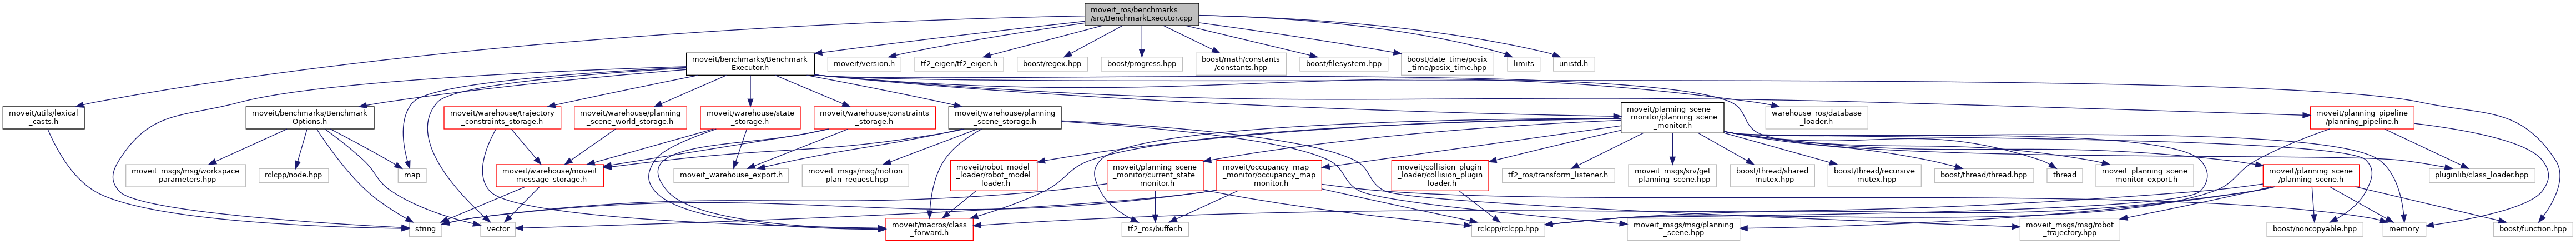 moveit_ros/benchmarks
/src/BenchmarkExecutor.cpp
moveit/benchmarks/Benchmark
Executor.h
moveit/version.h
tf2_eigen/tf2_eigen.h
boost/regex.hpp
boost/progress.hpp
boost/math/constants
/constants.hpp
boost/filesystem.hpp
boost/date_time/posix
_time/posix_time.hpp
limits
unistd.h
moveit/utils/lexical
_casts.h
moveit/benchmarks/Benchmark
Options.h
moveit/warehouse/trajectory
_constraints_storage.h
moveit/warehouse/planning
_scene_world_storage.h
moveit/warehouse/state
_storage.h
moveit/warehouse/constraints
_storage.h
moveit/warehouse/planning
_scene_storage.h
moveit/planning_scene
_monitor/planning_scene
_monitor.h
warehouse_ros/database
_loader.h
moveit/planning_pipeline
/planning_pipeline.h
moveit_msgs/msg/workspace
_parameters.hpp
rclcpp/node.hpp
map
moveit/warehouse/moveit
_message_storage.h
moveit_warehouse_export.h
moveit_msgs/msg/motion
_plan_request.hpp
moveit/robot_model
_loader/robot_model
_loader.h
moveit/planning_scene
_monitor/current_state
_monitor.h
moveit/occupancy_map
_monitor/occupancy_map
_monitor.h
moveit/collision_plugin
_loader/collision_plugin
_loader.h
tf2_ros/transform_listener.h
moveit_msgs/srv/get
_planning_scene.hpp
boost/thread/shared
_mutex.hpp
boost/thread/recursive
_mutex.hpp
boost/thread/thread.hpp
thread
moveit_planning_scene
_monitor_export.h
moveit/planning_scene
/planning_scene.h
pluginlib/class_loader.hpp
string
vector
moveit/macros/class
_forward.h
tf2_ros/buffer.h
rclcpp/rclcpp.hpp
moveit_msgs/msg/planning
_scene.hpp
moveit_msgs/msg/robot
_trajectory.hpp
boost/noncopyable.hpp
memory
boost/function.hpp